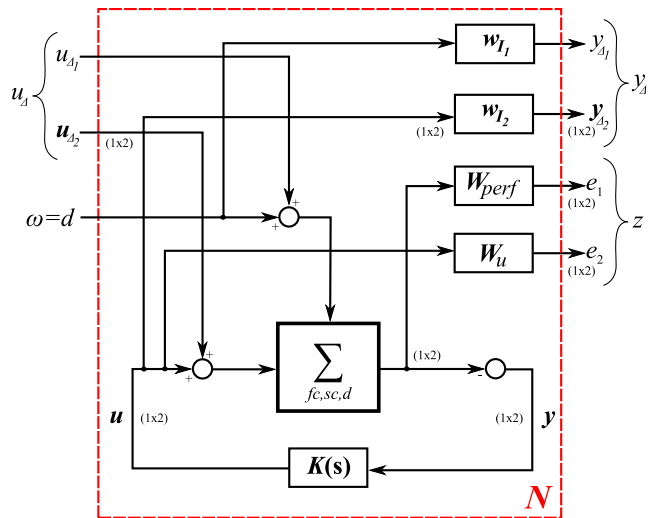 w_I1
y_Δ1
u_Δ1
u_Δ
y_Δ
w_I2
y_Δ2
u_Δ2
(1x2)
(1x2)
(1x2)
W_perf
e_1
(1x2)
ω=d
+
+
z
W_u
e_2
(1x2)
+
+
∑
fc,sc,d
(1x2)
-
u
(1x2)
(1x2)
y
K(s)
N